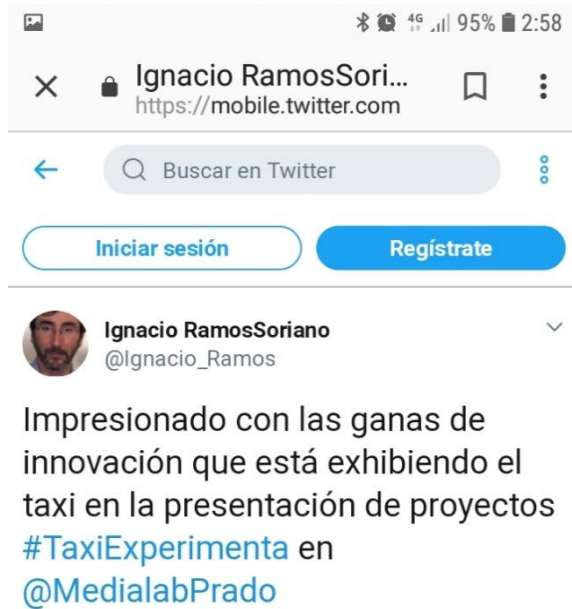 4G 95% 2:58
Ignacio RamosSori...
https://mobile.twitter.com
Buscar en Twitter
Iniciar sesión
Regístrate
Ignacio RamosSoriano
@Ignacio_Ramos
Impresionado con las ganas de
innovación que está exhibiendo el
taxi en la presentación de proyectos
#TaxiExperimenta en
@MedialabPrado